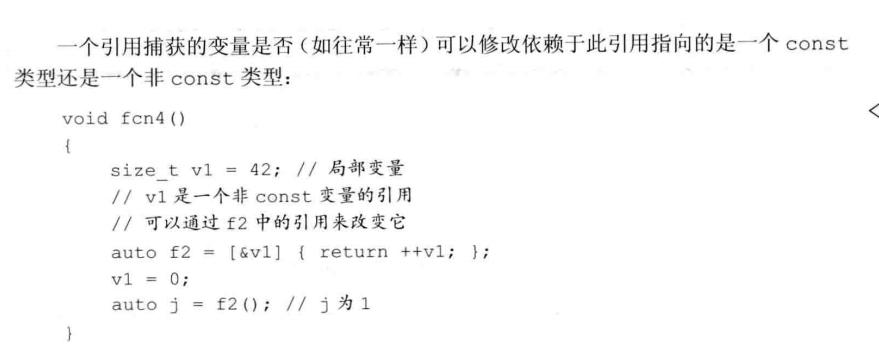 一个引用捕获的变量是否（如往常一样）可以修改依赖于此引用指向的是一个 const
类型还是一个非 const 类型：
void fcn4()
{
size_t v1 = 42; // 局部变量
// v1 是一个非 const 变量的引用
// 可以通过 f2 中的引用来改变它
auto f2 = [&v1] { return ++v1; };
v1 = 0;
auto j = f2(); // j 为 1
}